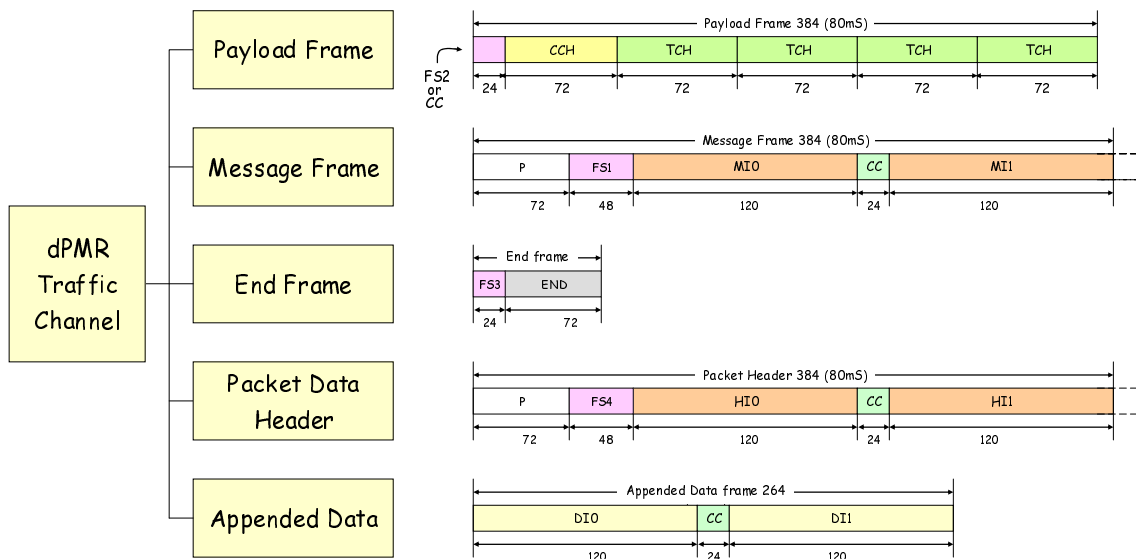 dPMR
Traffic
Channel
Payload Frame
Payload Frame 384 (80mS)
FS2
or
CC
CCH TCH TCH TCH TCH
24 72 72 72 72 72
Message Frame
Message Frame 384 (80mS)
P FS1 MI0 CC MI1
72 48 120 24 120
End Frame
End frame
FS3 END
24 72
Packet Data
Header
Packet Header 384 (80mS)
P FS4 HI0 CC HI1
72 48 120 24 120
Appended Data
Appended Data frame 264
DI0 CC DI1
120 24 120